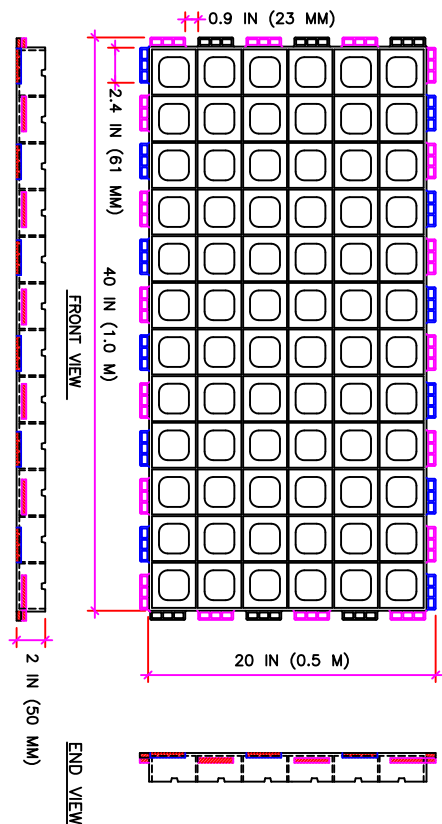 0.9 IN (23 MM)
2.4 IN (61 MM)
40 IN (1.0 M)
FRONT VIEW
20 IN (0.5 M)
2 IN (50 MM)
END VIEW